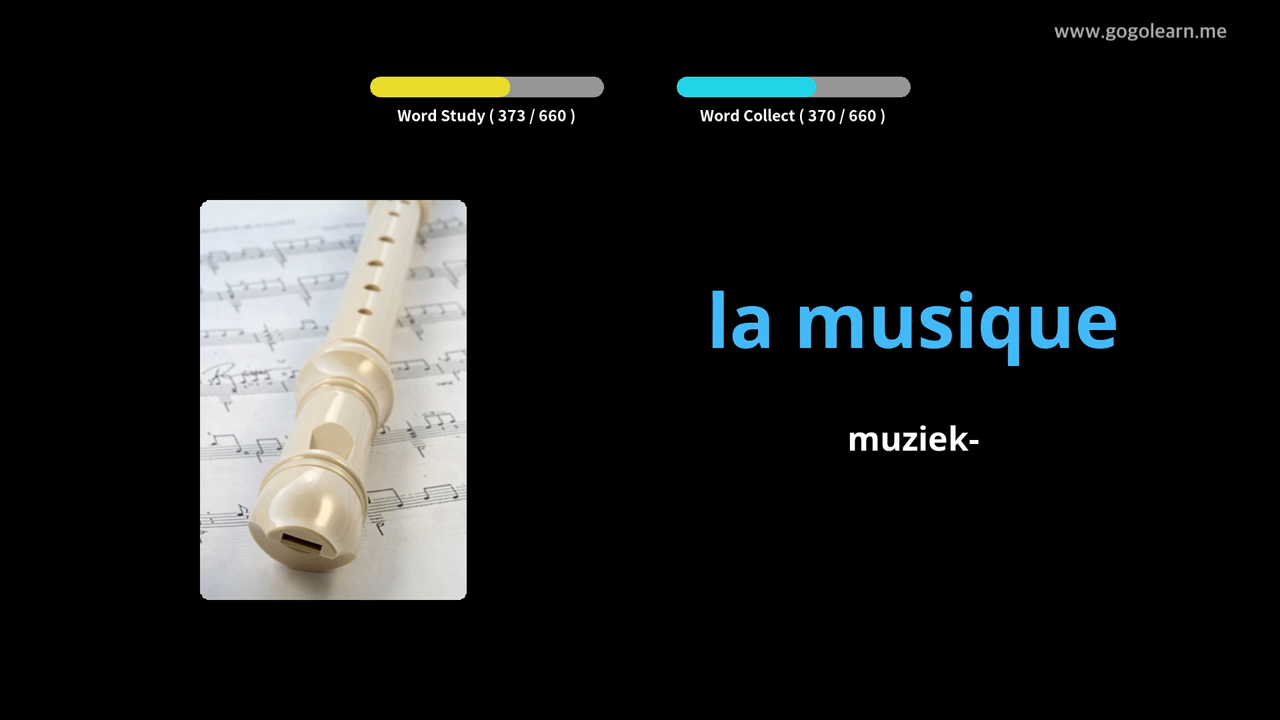 www.gogolearn.me
Word Study ( 373 / 660 )
Word Collect ( 370 / 660 )
la musique
muziek-